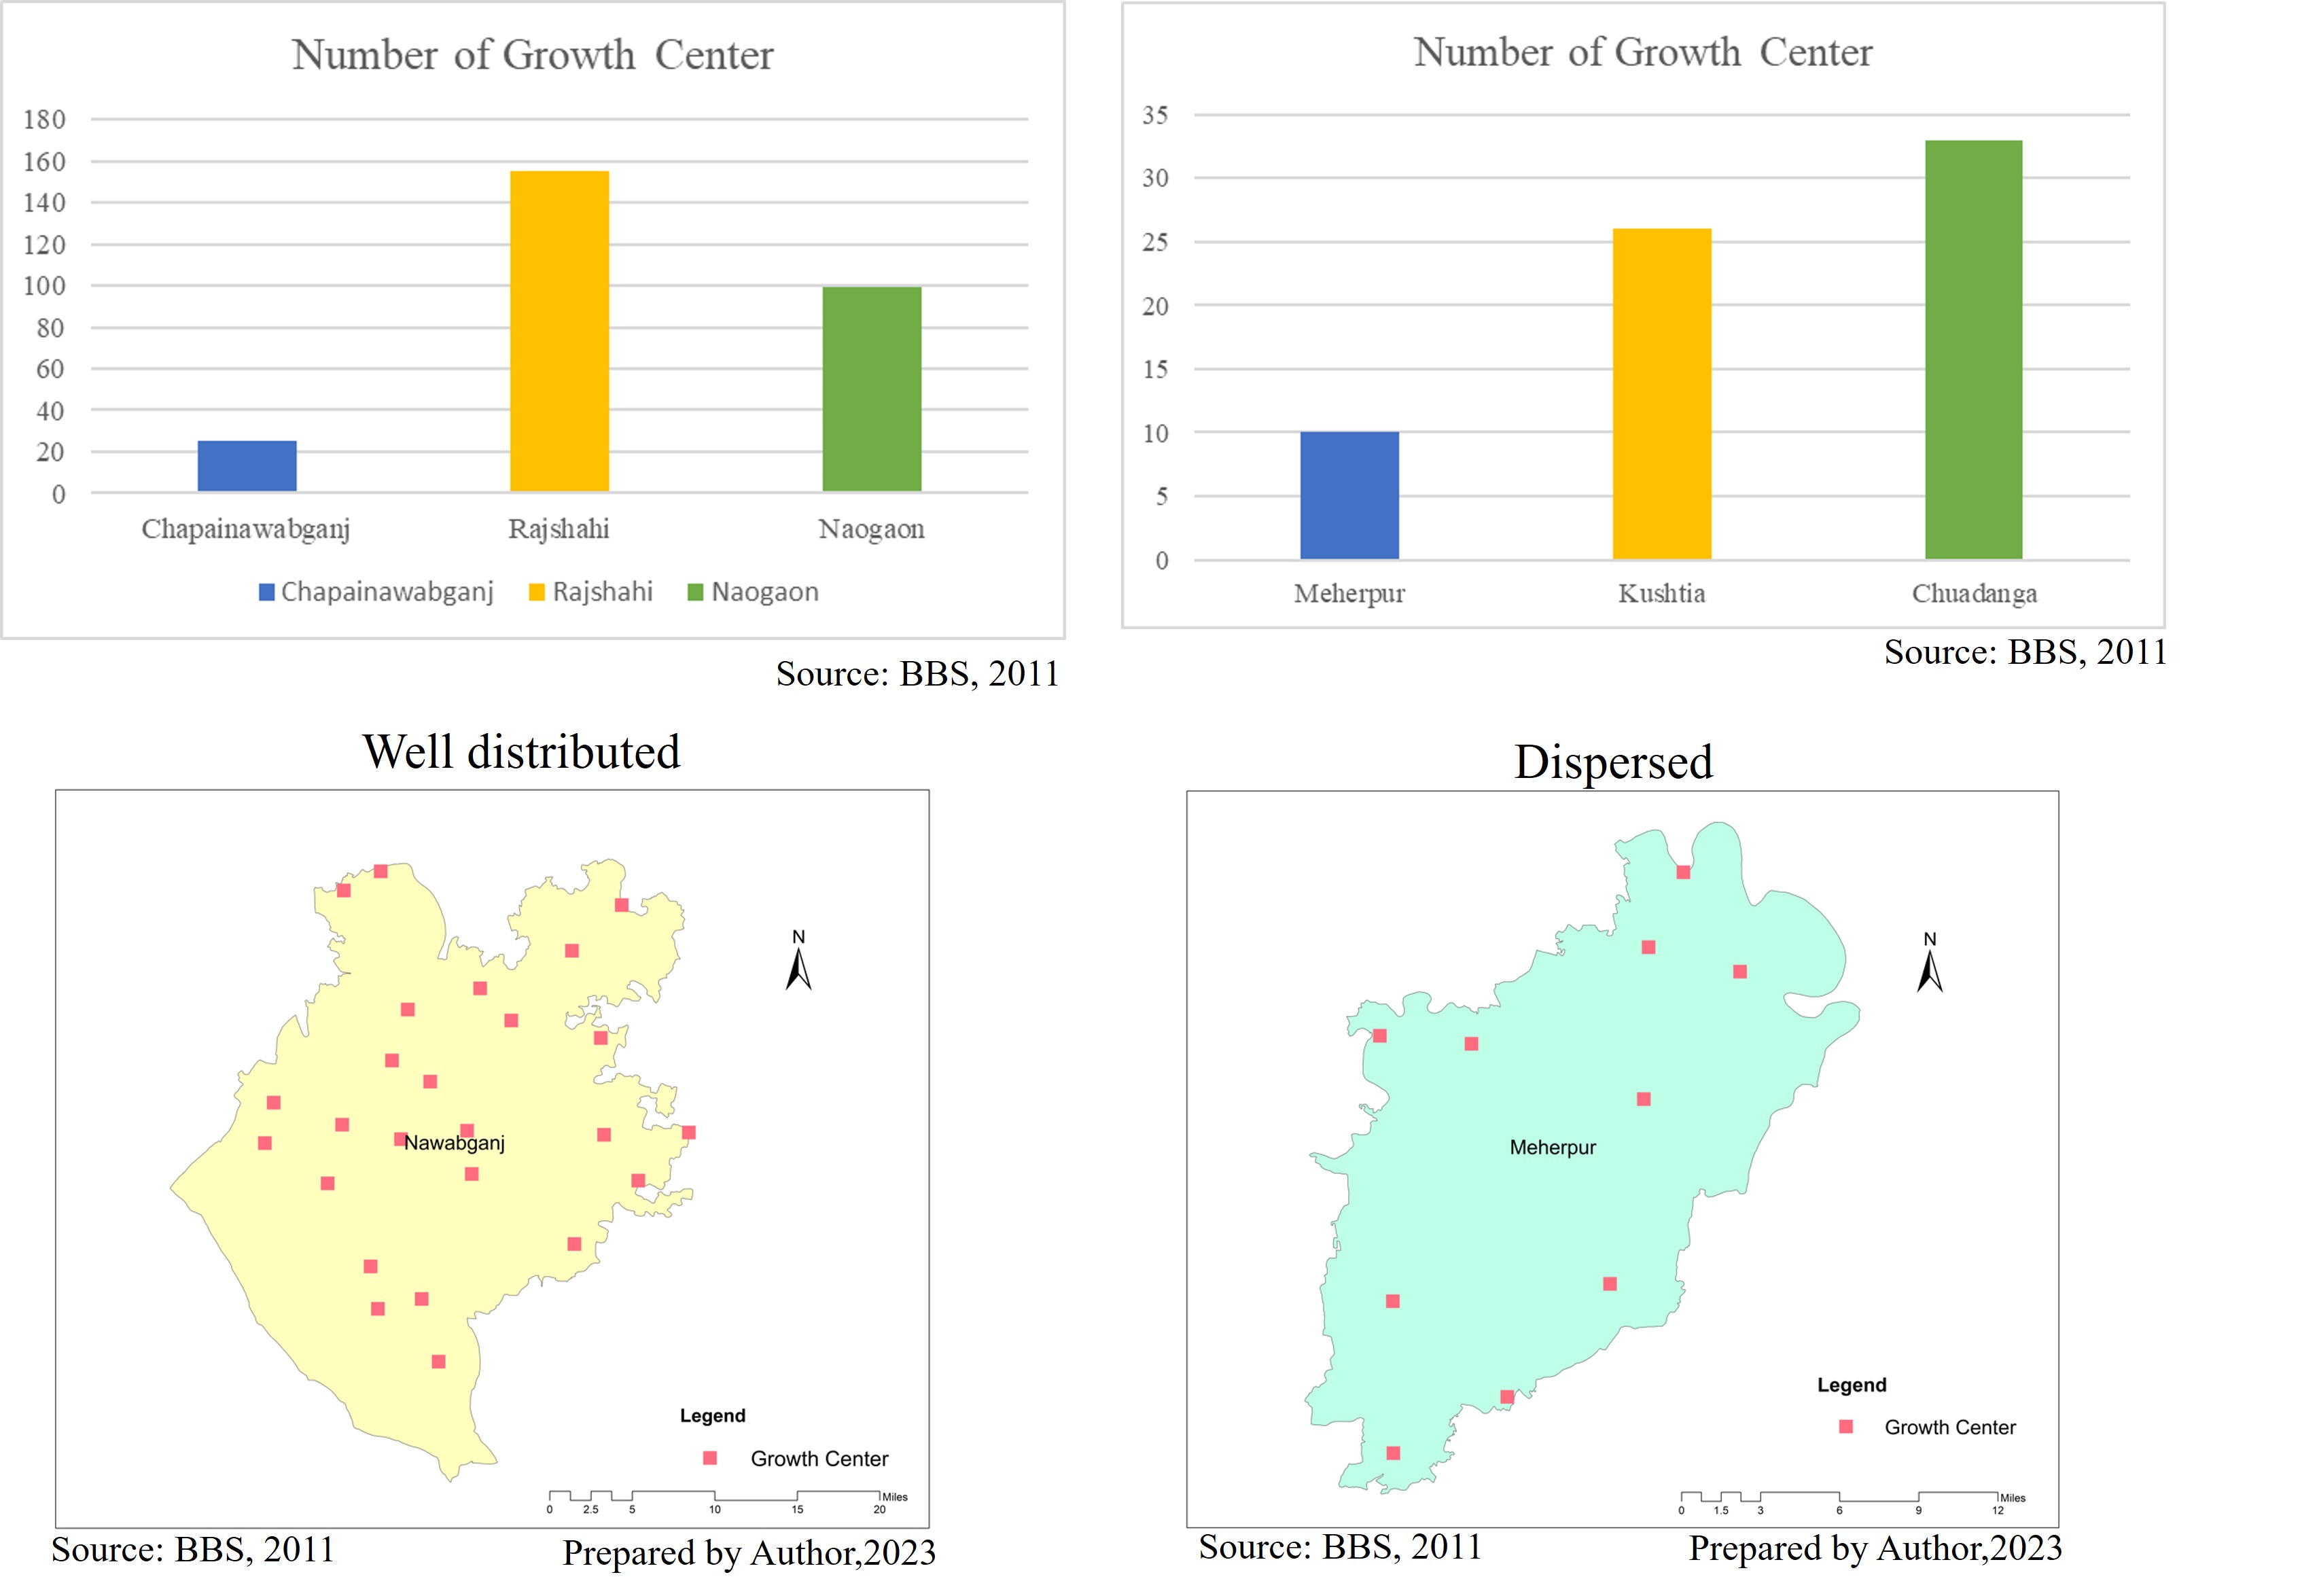 Number of Growth Center
180
160
140
120
100
80
60
40
20
0
Chapainawabganj Rajshahi Naogaon
Chapainawabganj Rajshahi Naogaon
Source: BBS, 2011
Number of Growth Center
35
30
25
20
15
10
5
0
Meherpur Kushtia Chuadanga
Source: BBS, 2011
Well distributed
N
Nawabganj
Legend
Growth Center
0 2.5 5 10 15 20 Miles
Source: BBS, 2011 Prepared by Author,2023
Dispersed
N
Meherpur
Legend
Growth Center
0 1.5 3 6 9 12 Miles
Source: BBS, 2011 Prepared by Author,2023